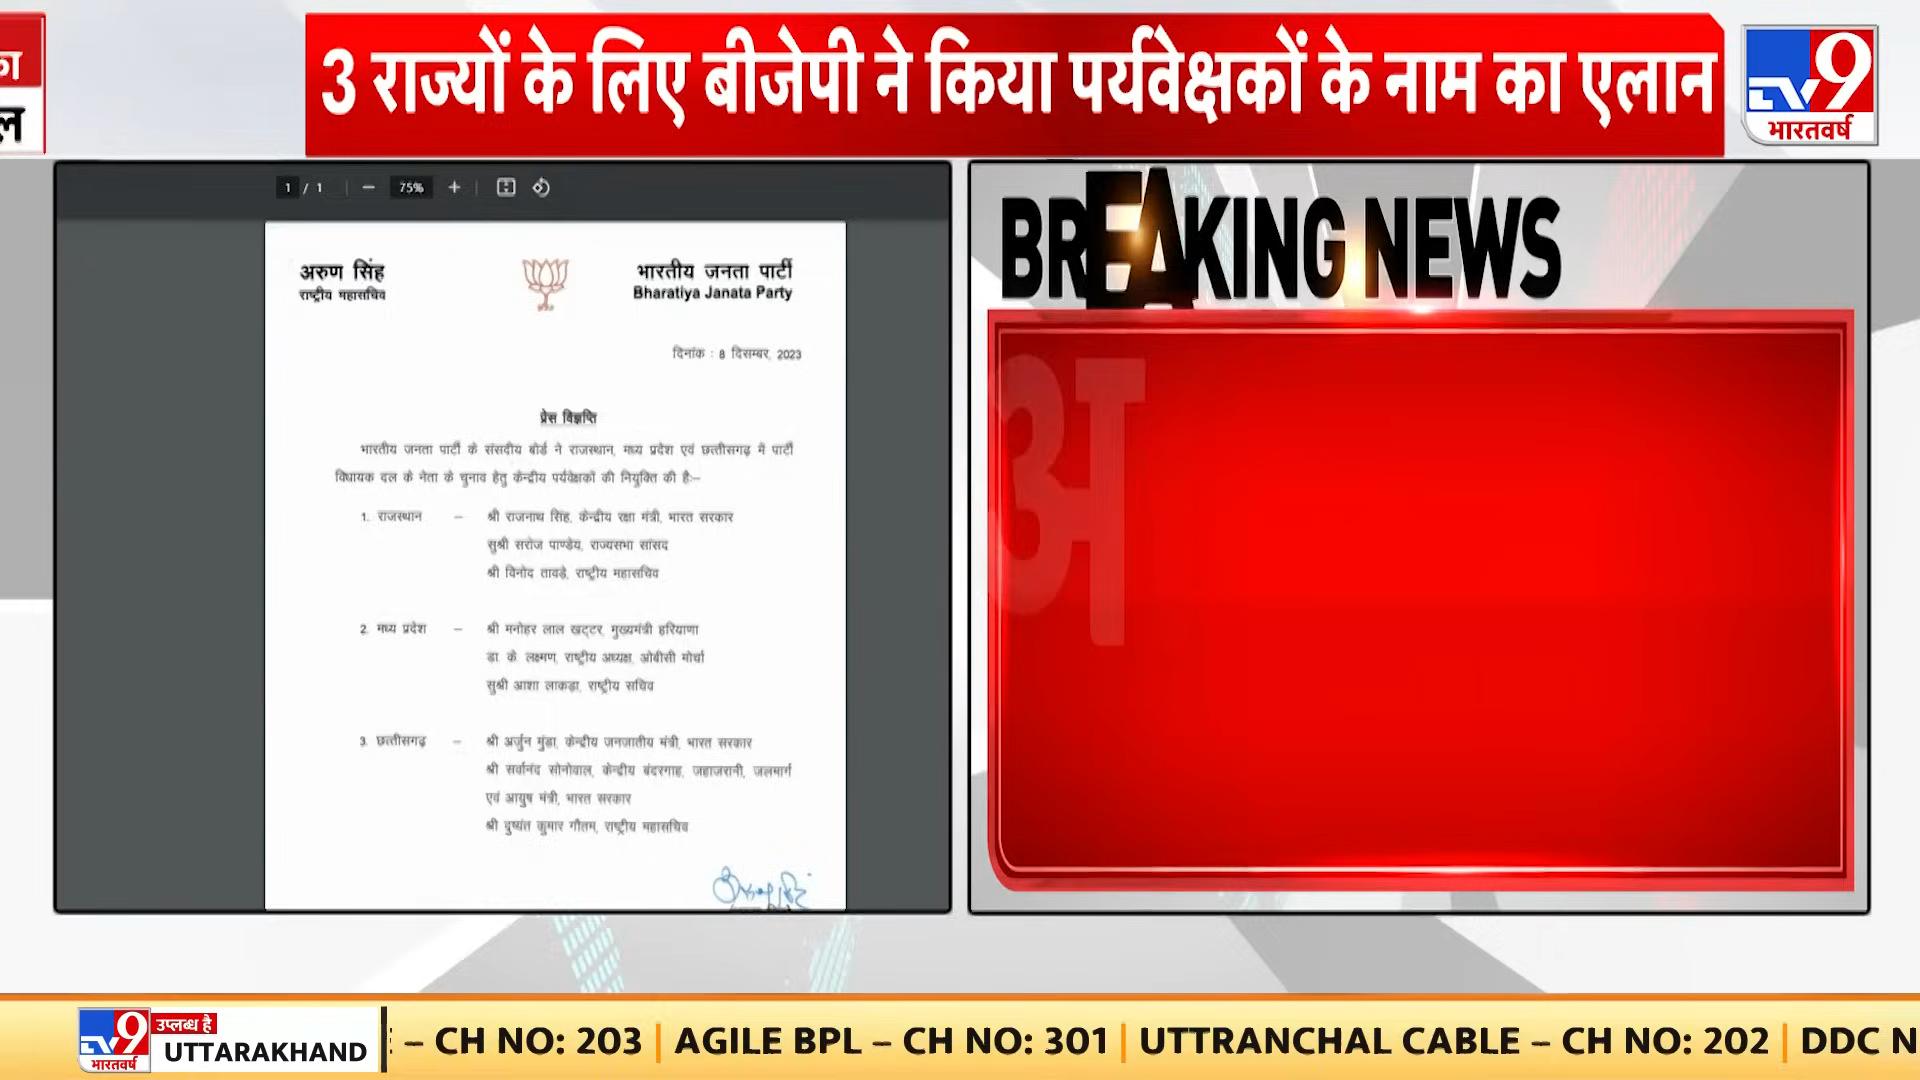 का
ल
3 राज्यों के लिए बीजेपी ने किया पर्यवेक्षकों के नाम का एलान
TV9
भारतवर्ष
1 / 1 − 75% +
अरुण सिंह
राष्ट्रीय महासचिव
भारतीय जनता पार्टी
Bharatiya Janata Party
दिनांक : 8 दिसम्बर, 2023
प्रेस विज्ञप्ति
भारतीय जनता पार्टी के संसदीय बोर्ड ने राजस्थान, मध्य प्रदेश एवं छत्तीसगढ़ में पार्टी
विधायक दल के नेता के चुनाव हेतु केन्द्रीय पर्यवेक्षकों की नियुक्ति की है:–
1. राजस्थान – श्री राजनाथ सिंह, केन्द्रीय रक्षा मंत्री, भारत सरकार
सुश्री सरोज पाण्डेय, राज्यसभा सांसद
श्री विनोद तावड़े, राष्ट्रीय महासचिव
2. मध्य प्रदेश – श्री मनोहर लाल खट्टर, मुख्यमंत्री हरियाणा
डा. के. लक्ष्मण, राष्ट्रीय अध्यक्ष, ओबीसी मोर्चा
सुश्री आशा लाकड़ा, राष्ट्रीय सचिव
3. छत्तीसगढ़ – श्री अर्जुन मुंडा, केन्द्रीय जनजातीय मंत्री, भारत सरकार
श्री सर्वानंद सोनोवाल, केन्द्रीय बंदरगाह, जहाजरानी, जलमार्ग
एवं आयुष मंत्री, भारत सरकार
श्री दुष्यंत कुमार गौतम, राष्ट्रीय महासचिव
BREAKING NEWS
अ
TV9
भारतवर्ष
उप्लब्ध है
UTTARAKHAND
– CH NO: 203 | AGILE BPL – CH NO: 301 | UTTRANCHAL CABLE – CH NO: 202 | DDC N